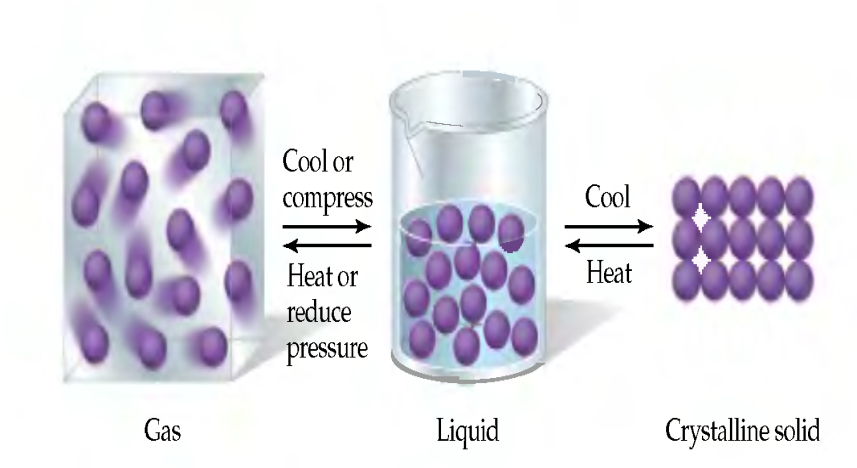 Cool or
compress
Heat or
reduce
pressure
Cool
Heat
Gas
Liquid
Crystalline solid